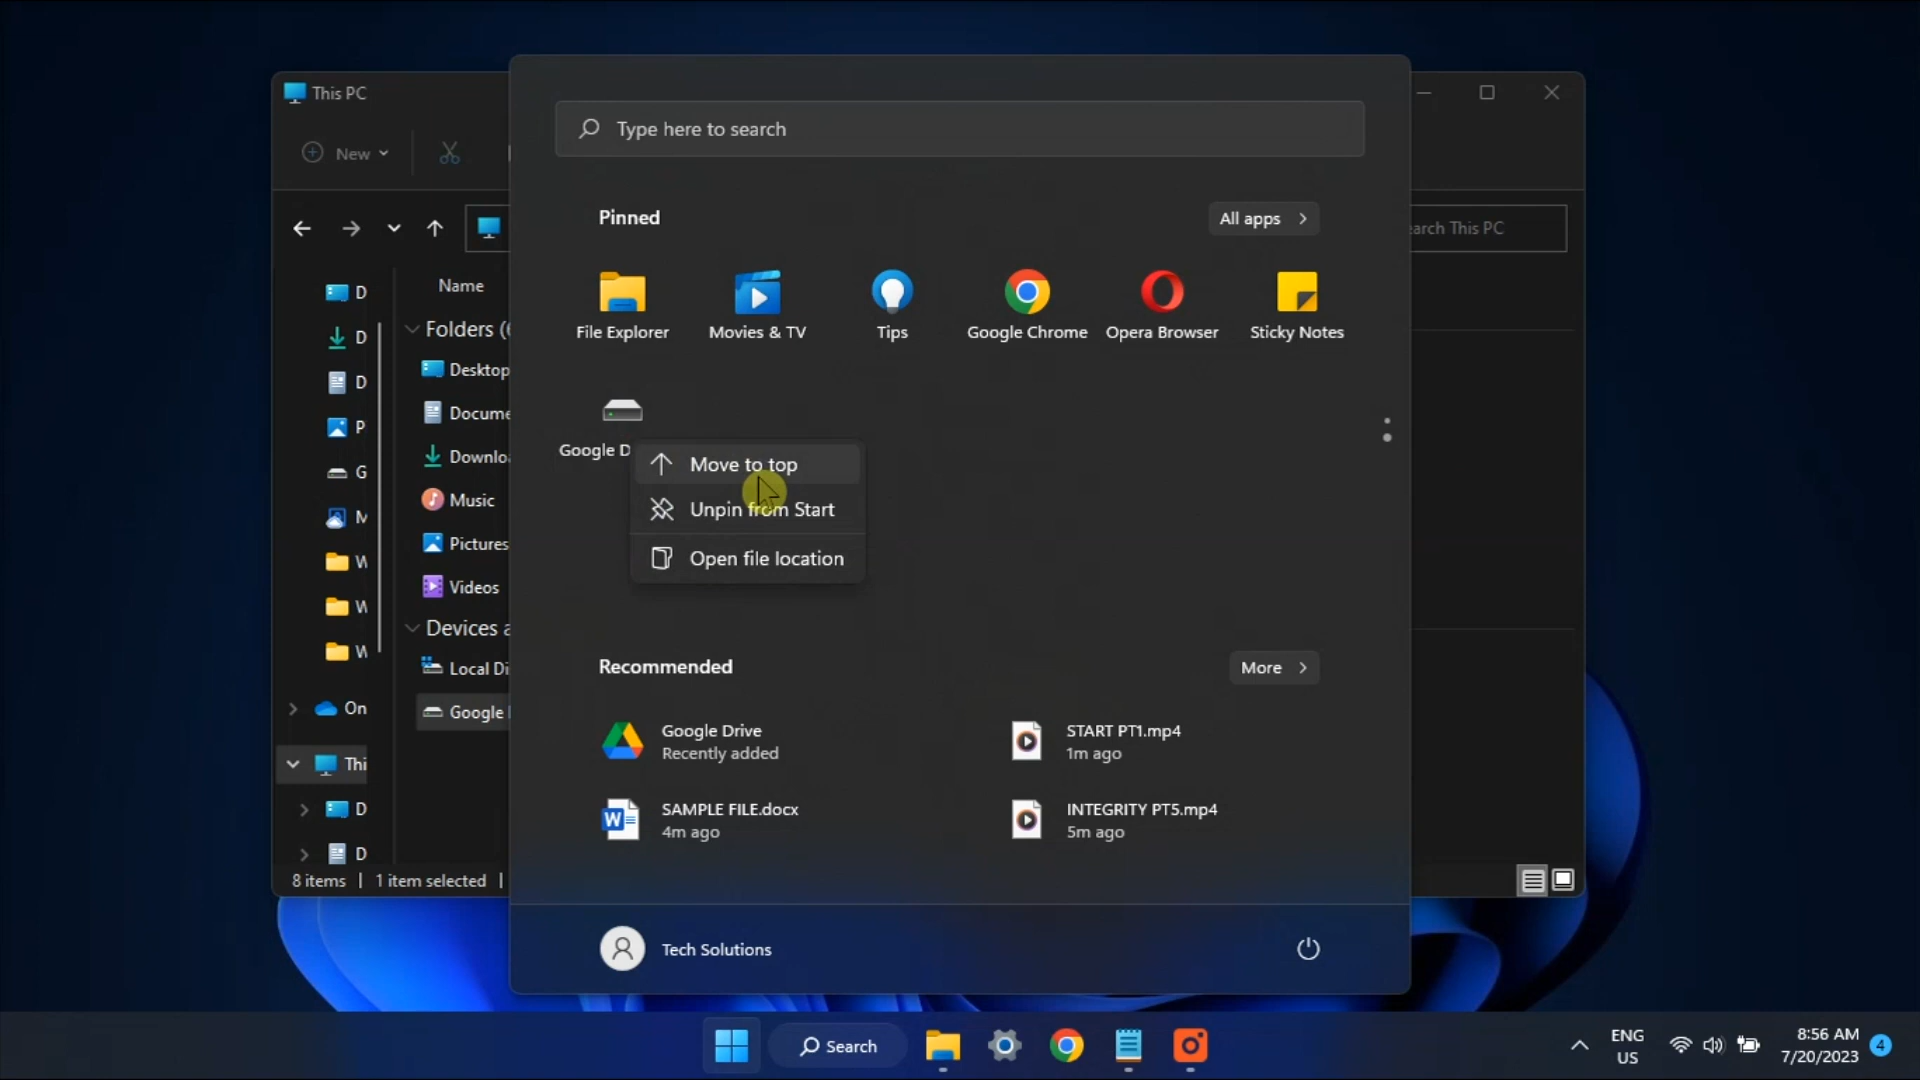 This PC
New
Type here to search
Pinned
All apps
Search This PC
Name
Folders (6
File Explorer
Movies & TV
Tips
Google Chrome
Opera Browser
Sticky Notes
D
D
D
P
G
M
W
W
W
On
Thi
D
D
Desktop
Docume
Downlo
Music
Pictures
Videos
Devices a
Local Di
Google
Google D
Move to top
Unpin from Start
Open file location
Recommended
More
Google Drive
Recently added
START PT1.mp4
1m ago
SAMPLE FILE.docx
4m ago
INTEGRITY PT5.mp4
5m ago
8 items
1 item selected
Tech Solutions
Search
ENG
US
8:56 AM
7/20/2023
4